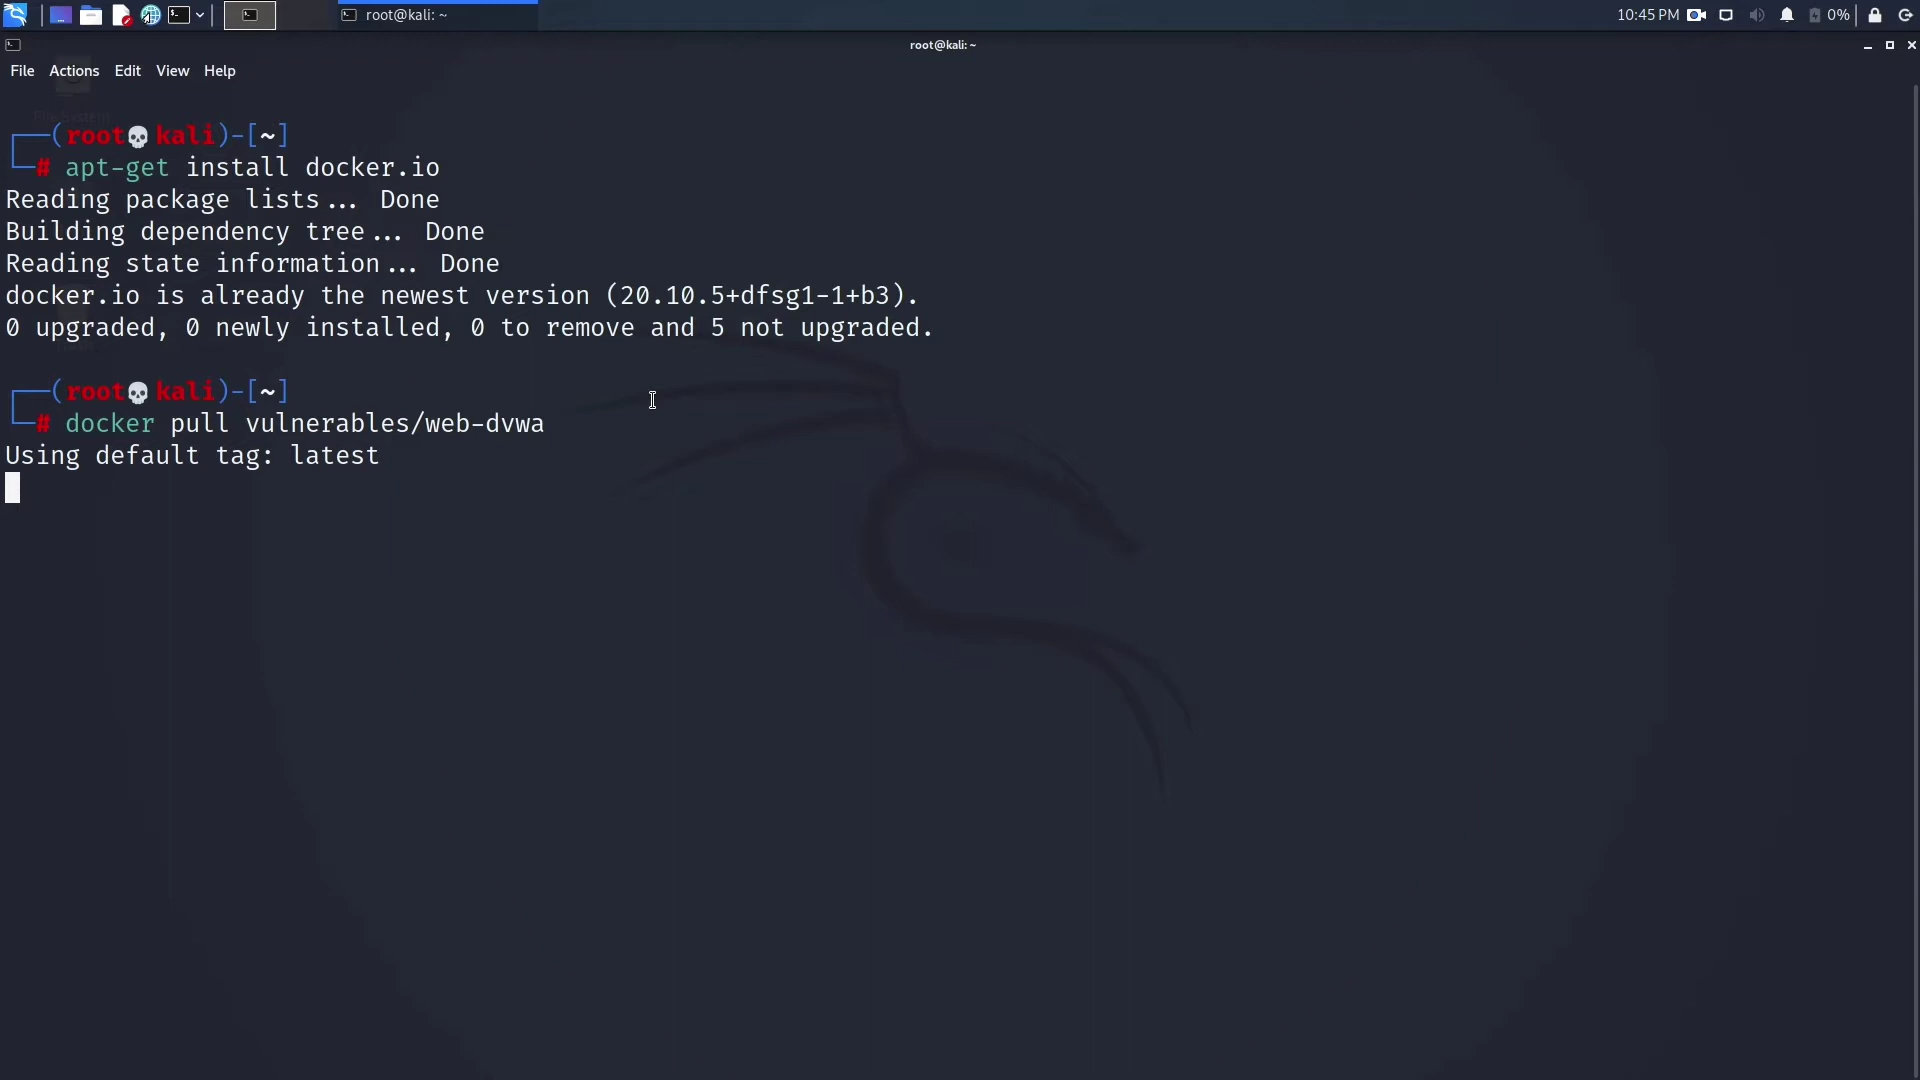 root@kali: ~
10:45 PM
0%
root@kali: ~
File Actions Edit View Help
┌──(root💀kali)-[~]
└─# apt-get install docker.io
Reading package lists... Done
Building dependency tree... Done
Reading state information... Done
docker.io is already the newest version (20.10.5+dfsg1-1+b3).
0 upgraded, 0 newly installed, 0 to remove and 5 not upgraded.
┌──(root💀kali)-[~]
└─# docker pull vulnerables/web-dvwa
Using default tag: latest